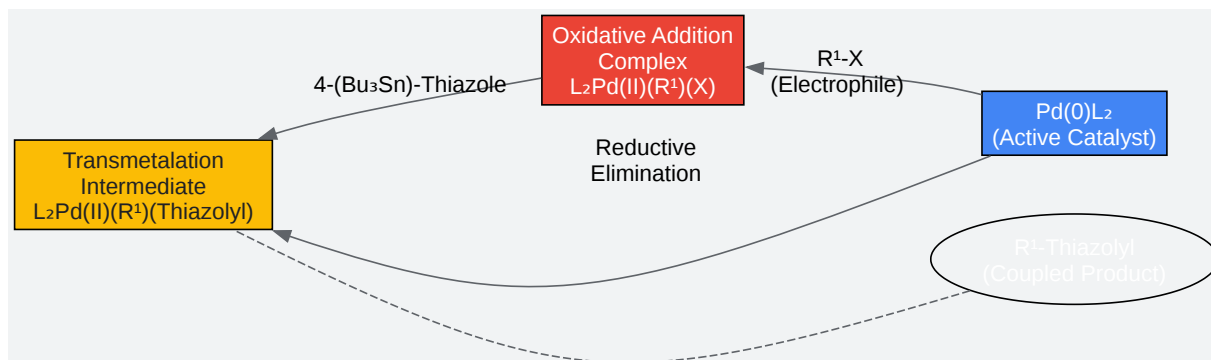 Oxidative Addition
Complex
L₂Pd(II)(R¹)(X)
R¹-X
(Electrophile)
4-(Bu₃Sn)-Thiazole
Pd(0)L₂
(Active Catalyst)
Reductive
Elimination
Transmetalation
Intermediate
L₂Pd(II)(R¹)(Thiazolyl)
R¹-Thiazolyl
(Coupled Product)